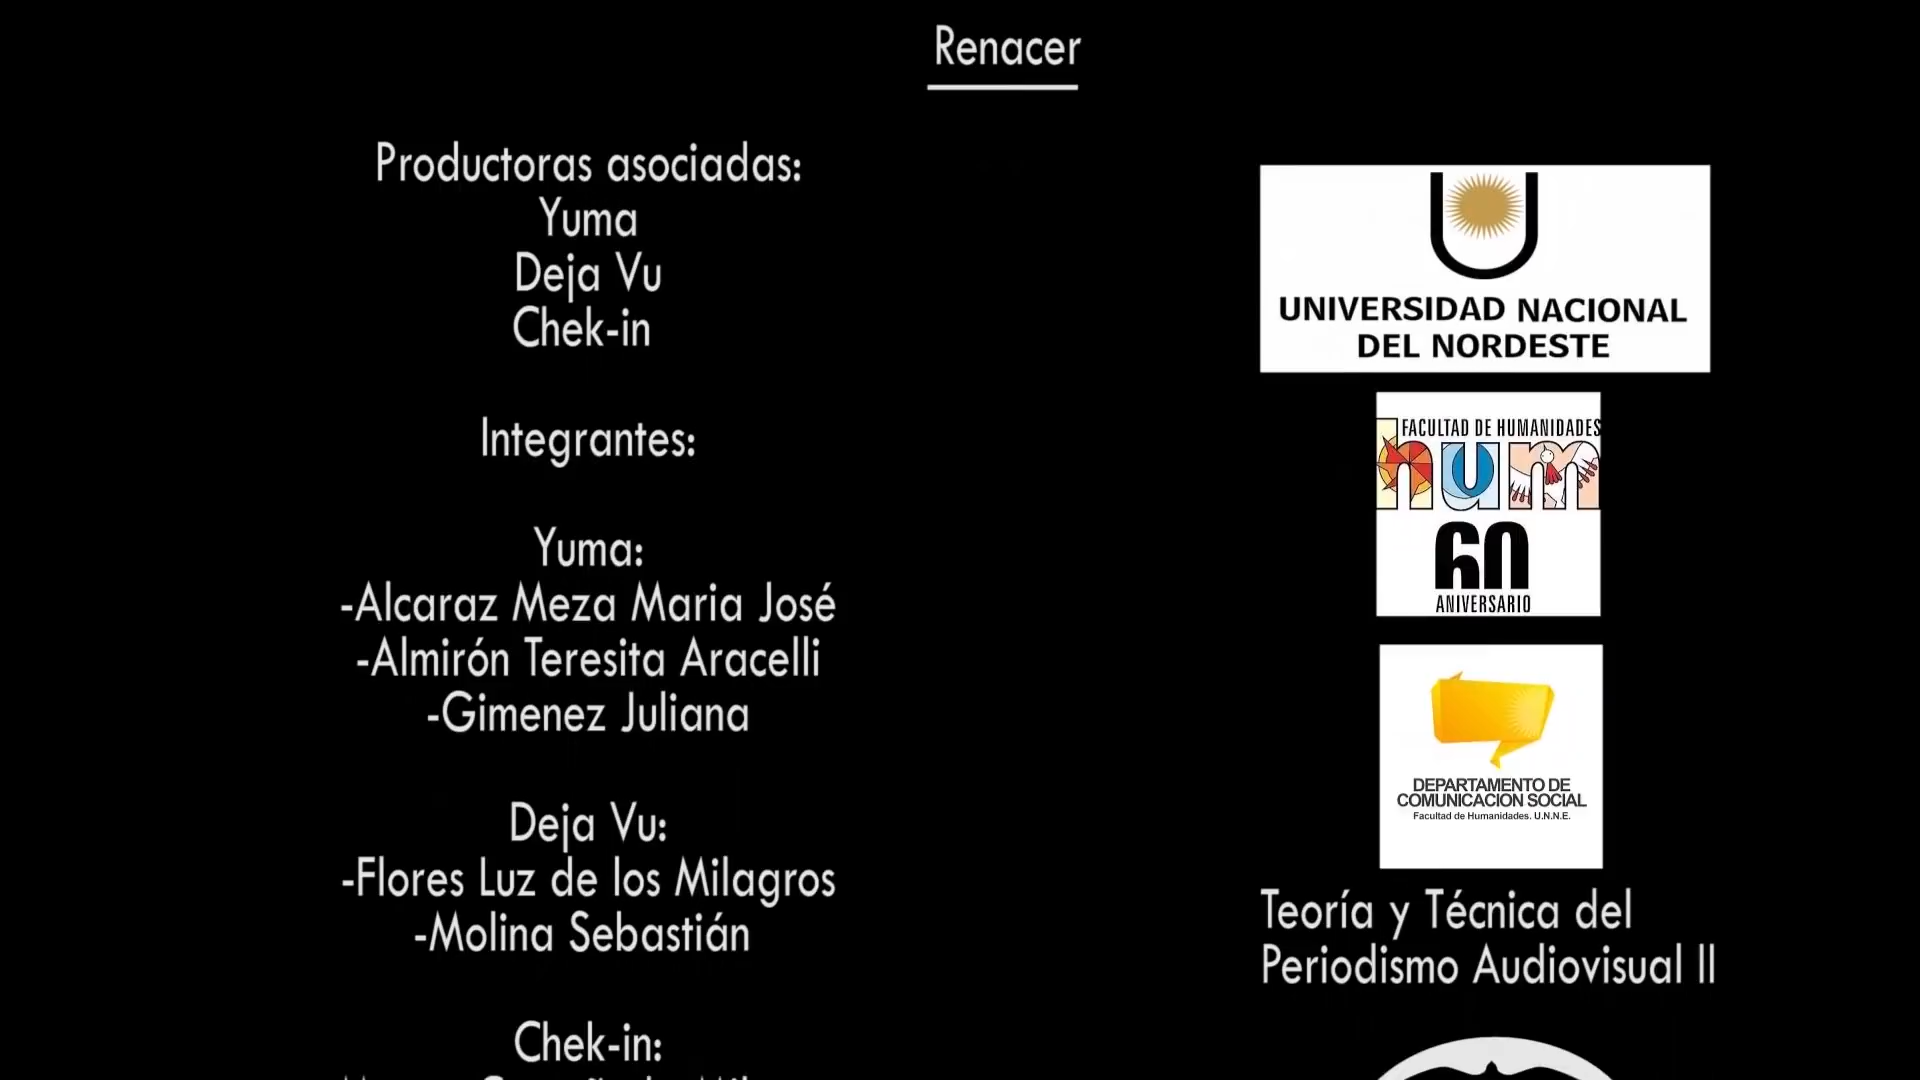 Renacer
Productoras asociadas:
Yuma
Deja Vu
Chek-in
Integrantes:
Yuma:
-Alcaraz Meza Maria José
-Almirón Teresita Aracelli
-Gimenez Juliana
Deja Vu:
-Flores Luz de los Milagros
-Molina Sebastián
Chek-in:
UNIVERSIDAD NACIONAL
DEL NORDESTE
FACULTAD DE HUMANIDADES
hum
60
ANIVERSARIO
DEPARTAMENTO DE
COMUNICACION SOCIAL
Facultad de Humanidades. U.N.N.E.
Teoría y Técnica del
Periodismo Audiovisual II